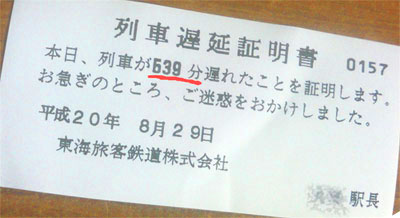 列車遅延証明書 0157
本日、列車が539分遅れたことを証明します。
お急ぎのところ、ご迷惑をおかけしました。
平成20年 8月29日
東海旅客鉄道株式会社
駅長